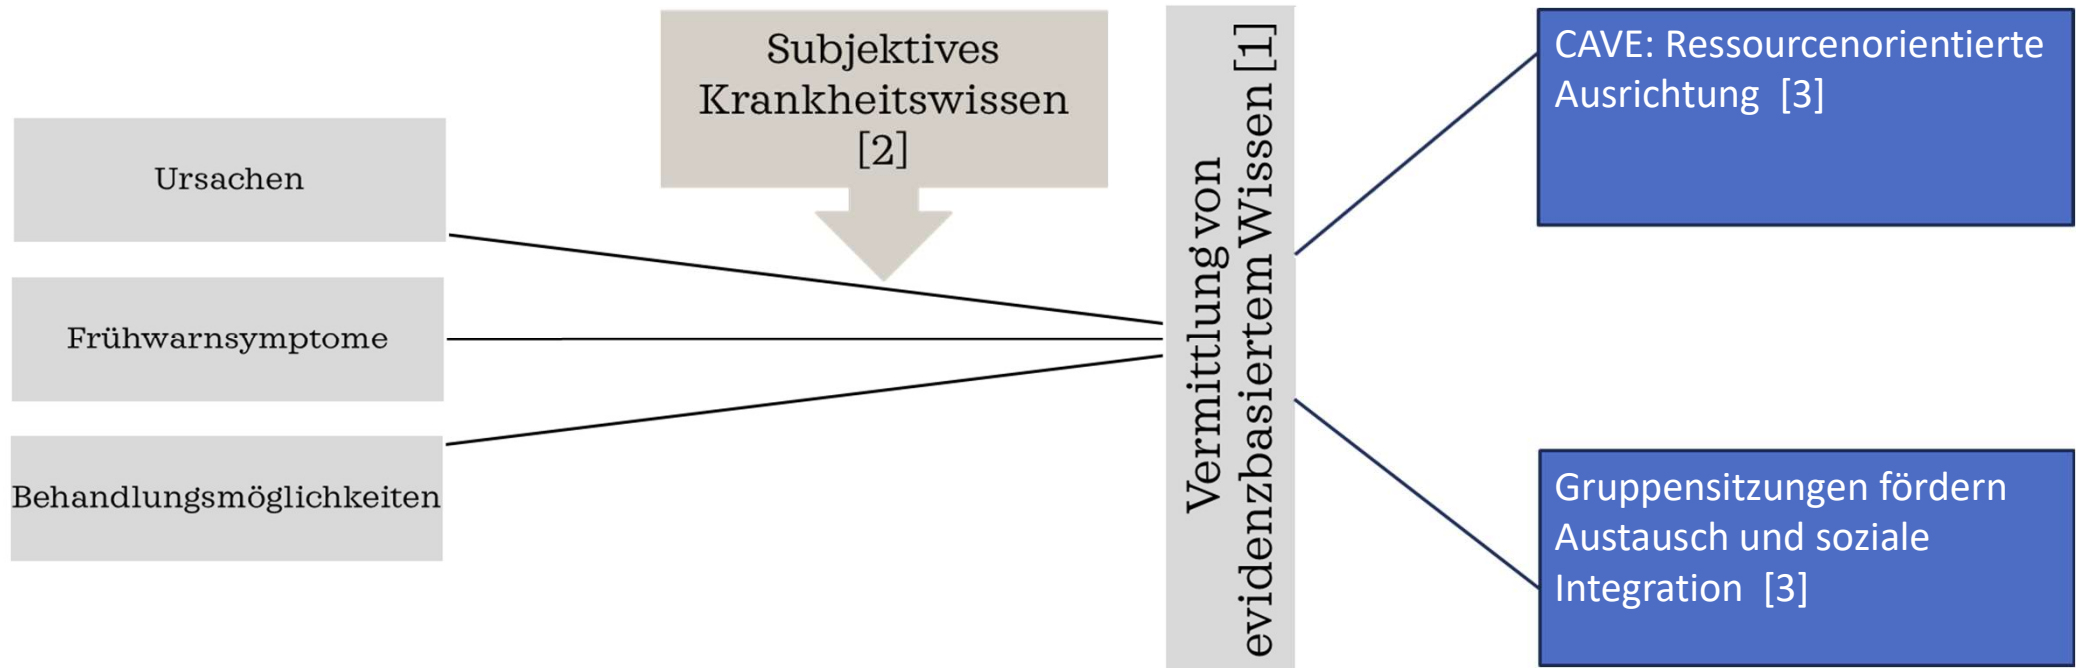 Ursachen
Frühwarnsymptome
Behandlungsmöglichkeiten
Subjektives
Krankheitswissen
[2]
Vermittlung von
evidenzbasiertem Wissen [1]
CAVE: Ressourcenorientierte
Ausrichtung [3]
Gruppensitzungen fördern
Austausch und soziale
Integration [3]